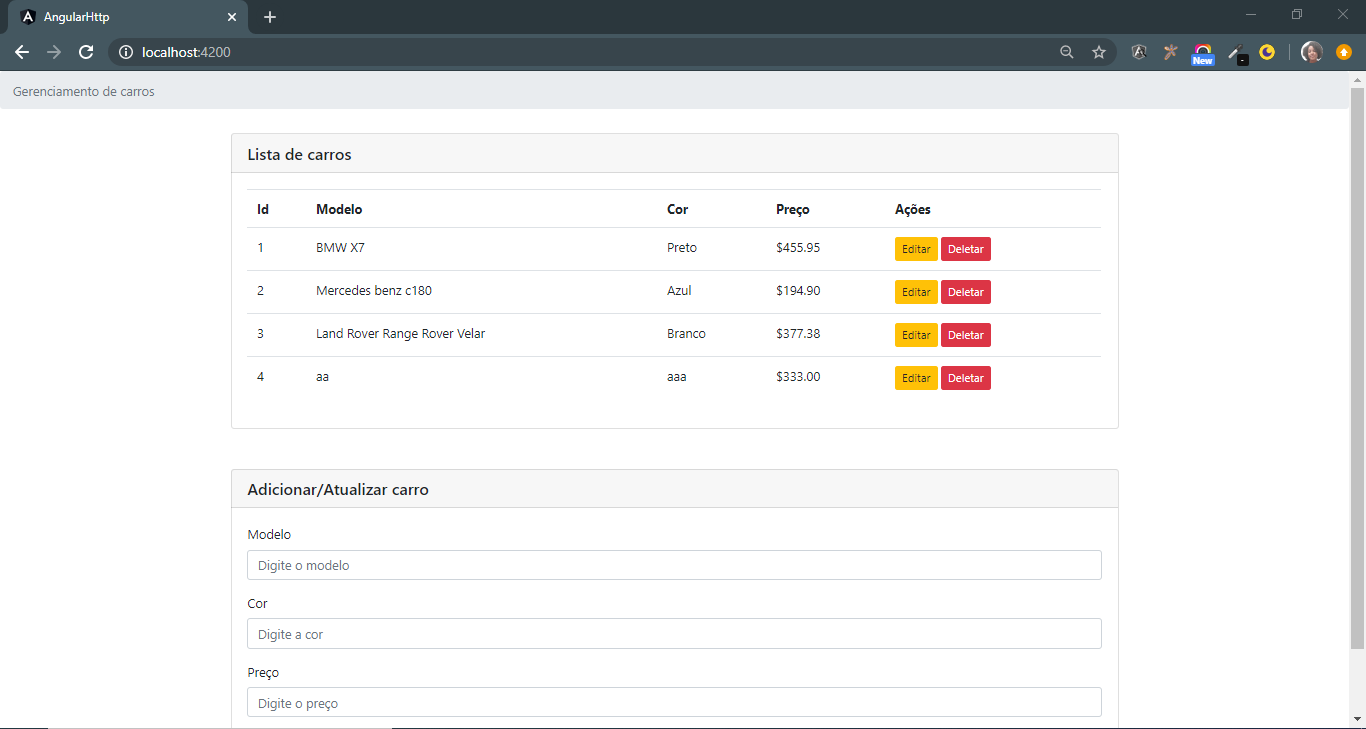 AngularHttp
localhost:4200
New
Gerenciamento de carros
Lista de carros
Id Modelo Cor Preço Ações
1 BMW X7 Preto $455.95 Editar Deletar
2 Mercedes benz c180 Azul $194.90 Editar Deletar
3 Land Rover Range Rover Velar Branco $377.38 Editar Deletar
4 aa aaa $333.00 Editar Deletar
Adicionar/Atualizar carro
Modelo
Digite o modelo
Cor
Digite a cor
Preço
Digite o preço